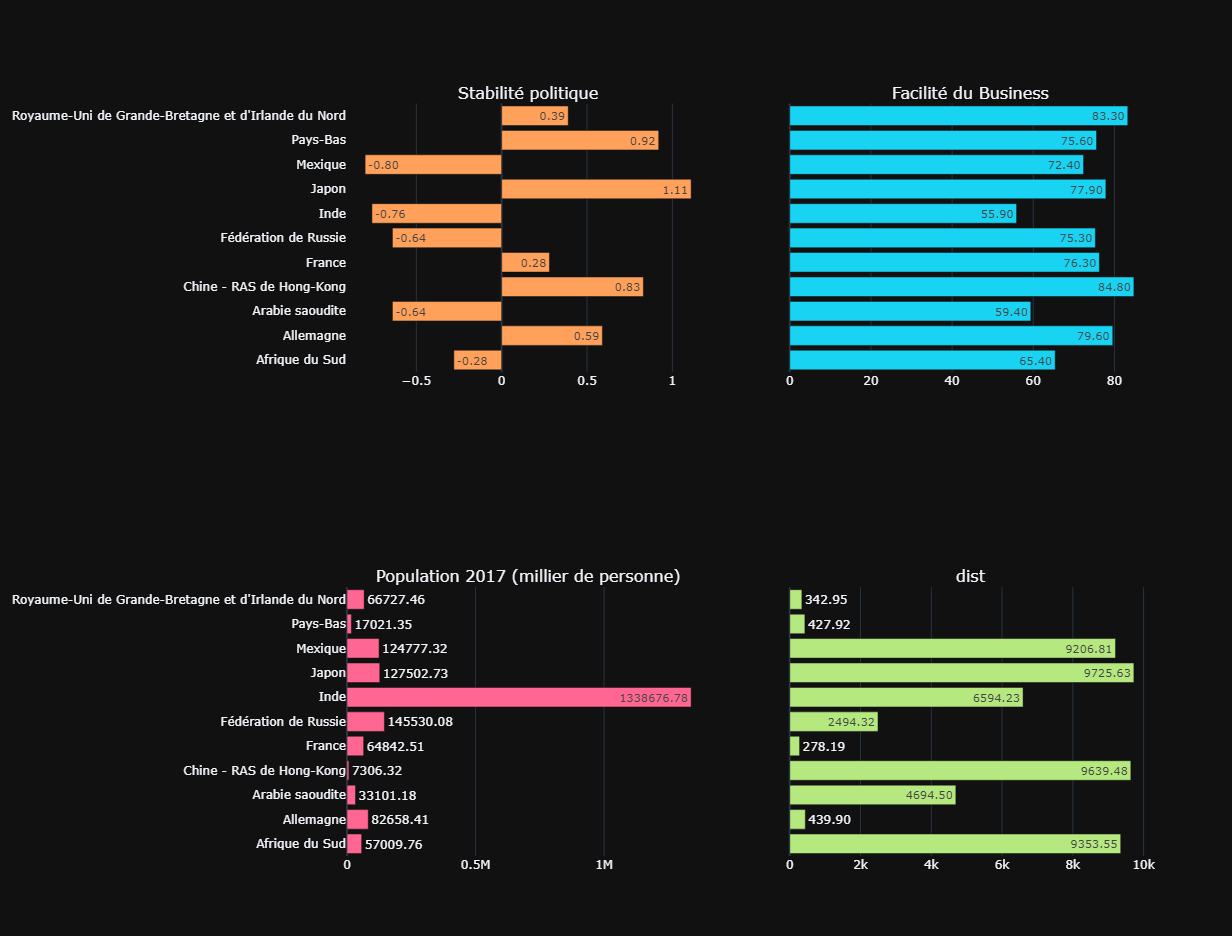 Stabilité politique
Facilité du Business
Royaume-Uni de Grande-Bretagne et d'Irlande du Nord 0.39 83.30
Pays-Bas 0.92 75.60
Mexique -0.80 72.40
Japon 1.11 77.90
Inde -0.76 55.90
Fédération de Russie -0.64 75.30
France 0.28 76.30
Chine - RAS de Hong-Kong 0.83 84.80
Arabie saoudite -0.64 59.40
Allemagne 0.59 79.60
Afrique du Sud -0.28 65.40
−0.5 0 0.5 1 0 20 40 60 80
Population 2017 (millier de personne)
dist
Royaume-Uni de Grande-Bretagne et d'Irlande du Nord 66727.46 342.95
Pays-Bas 17021.35 427.92
Mexique 124777.32 9206.81
Japon 127502.73 9725.63
Inde 1338676.78 6594.23
Fédération de Russie 145530.08 2494.32
France 64842.51 278.19
Chine - RAS de Hong-Kong 7306.32 9639.48
Arabie saoudite 33101.18 4694.50
Allemagne 82658.41 439.90
Afrique du Sud 57009.76 9353.55
0 0.5M 1M 0 2k 4k 6k 8k 10k